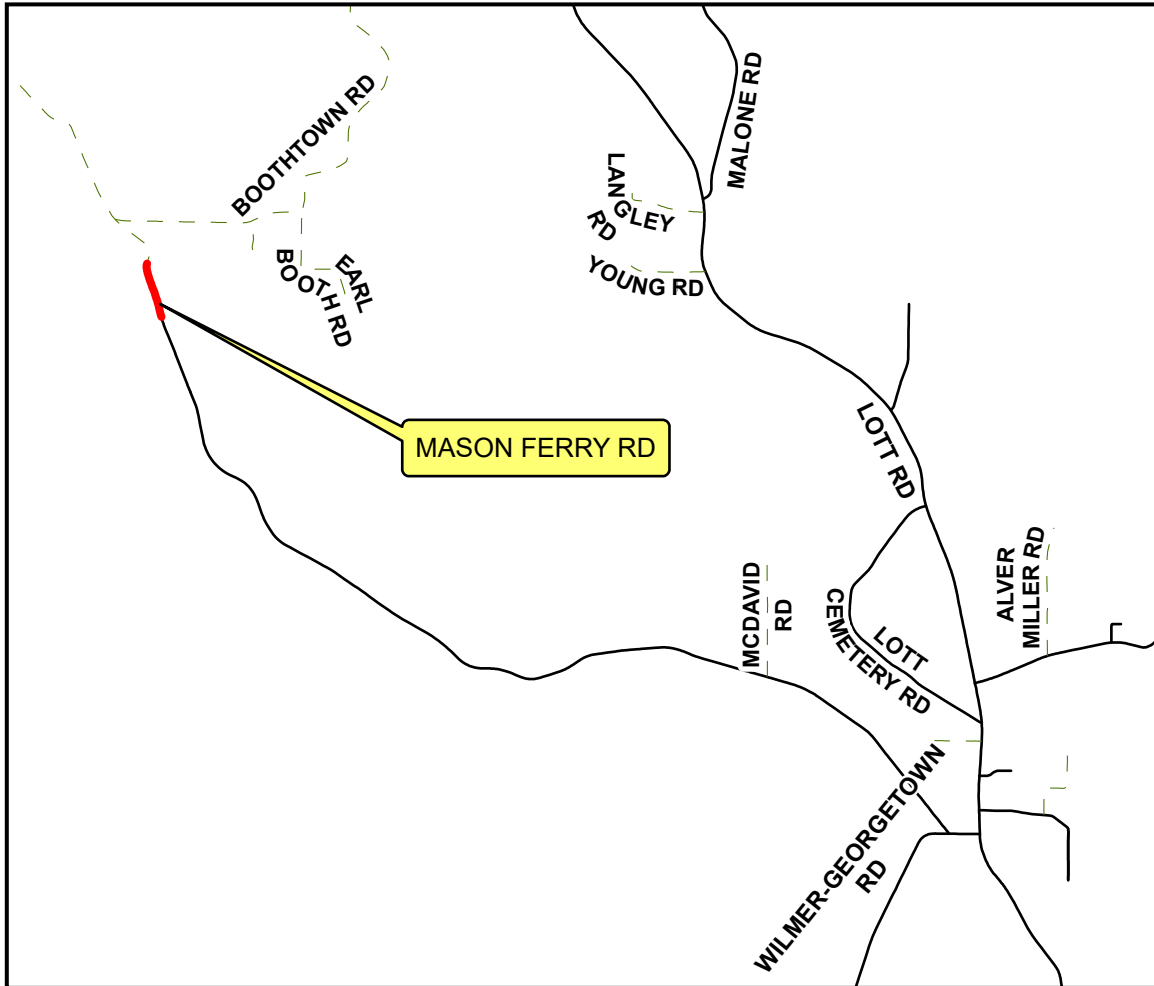 BOOTHTOWN RD
MALONE RD
LANGLEY
RD
YOUNG RD
EARL
BOOTH RD
MASON FERRY RD
LOTT RD
ALVER
MILLER RD
MCDAVID
RD
LOTT
CEMETERY RD
WILMER-GEORGETOWN
RD